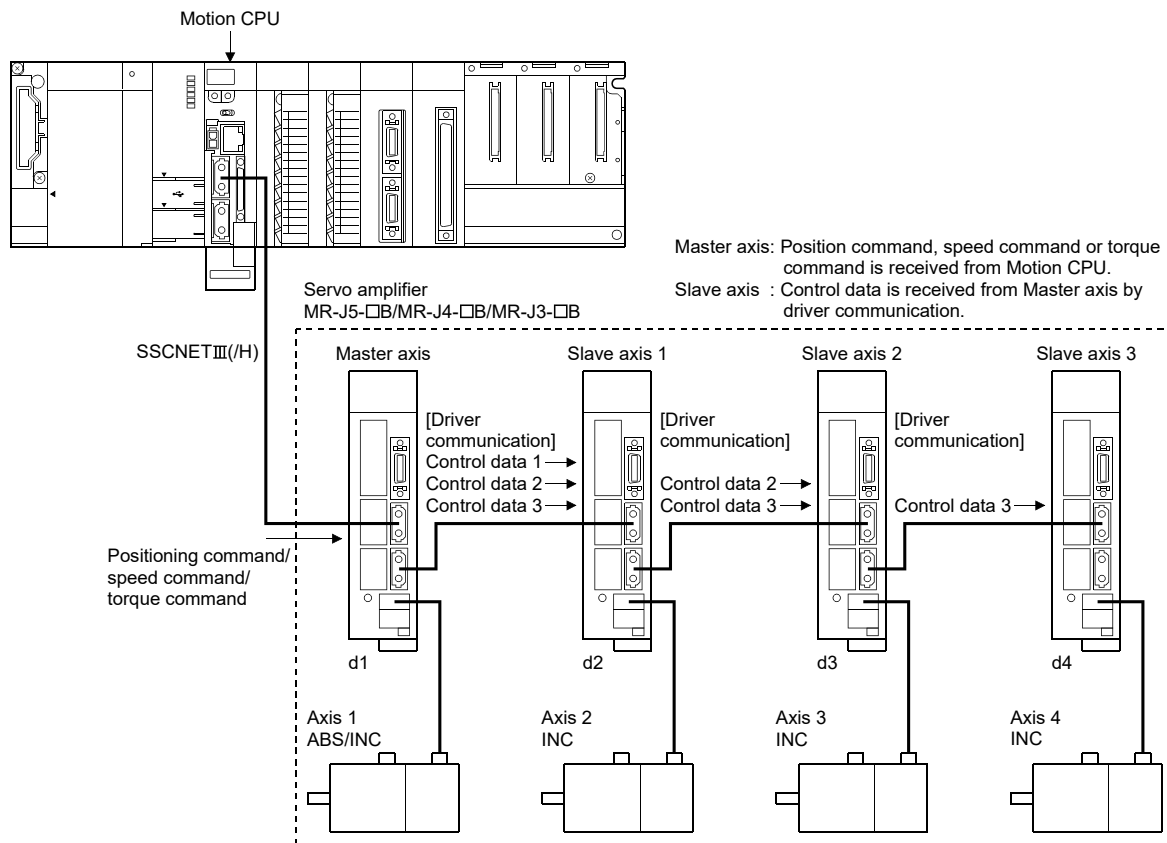 Motion CPU
Master axis: Position command, speed command or torque
command is received from Motion CPU.
Slave axis : Control data is received from Master axis by
driver communication.
Servo amplifier
MR-J5-□B/MR-J4-□B/MR-J3-□B
SSCNETⅢ(/H)
Master axis
Slave axis 1
Slave axis 2
Slave axis 3
[Driver
communication]
Control data 1
Control data 2
Control data 3
[Driver
communication]
Control data 2
Control data 3
[Driver
communication]
Control data 3
Positioning command/
speed command/
torque command
d1
d2
d3
d4
Axis 1
ABS/INC
Axis 2
INC
Axis 3
INC
Axis 4
INC